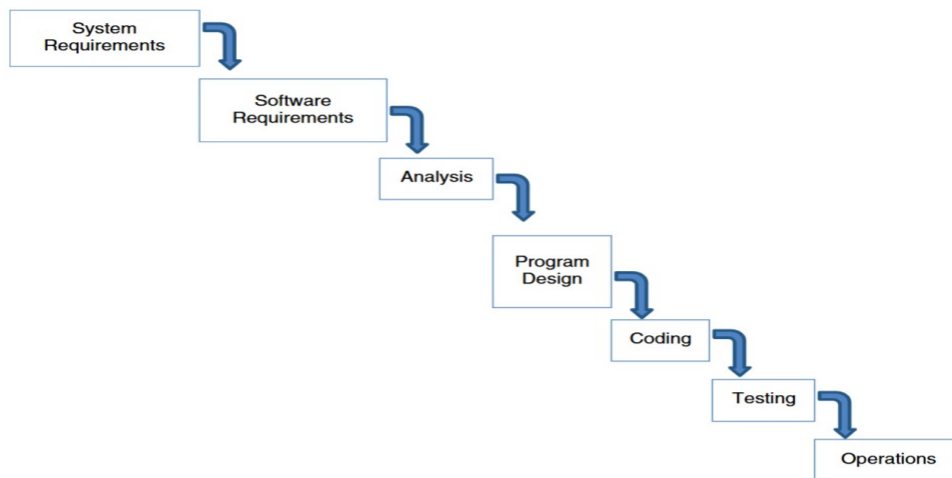 System
Requirements
Software
Requirements
Analysis
Program
Design
Coding
Testing
Operations